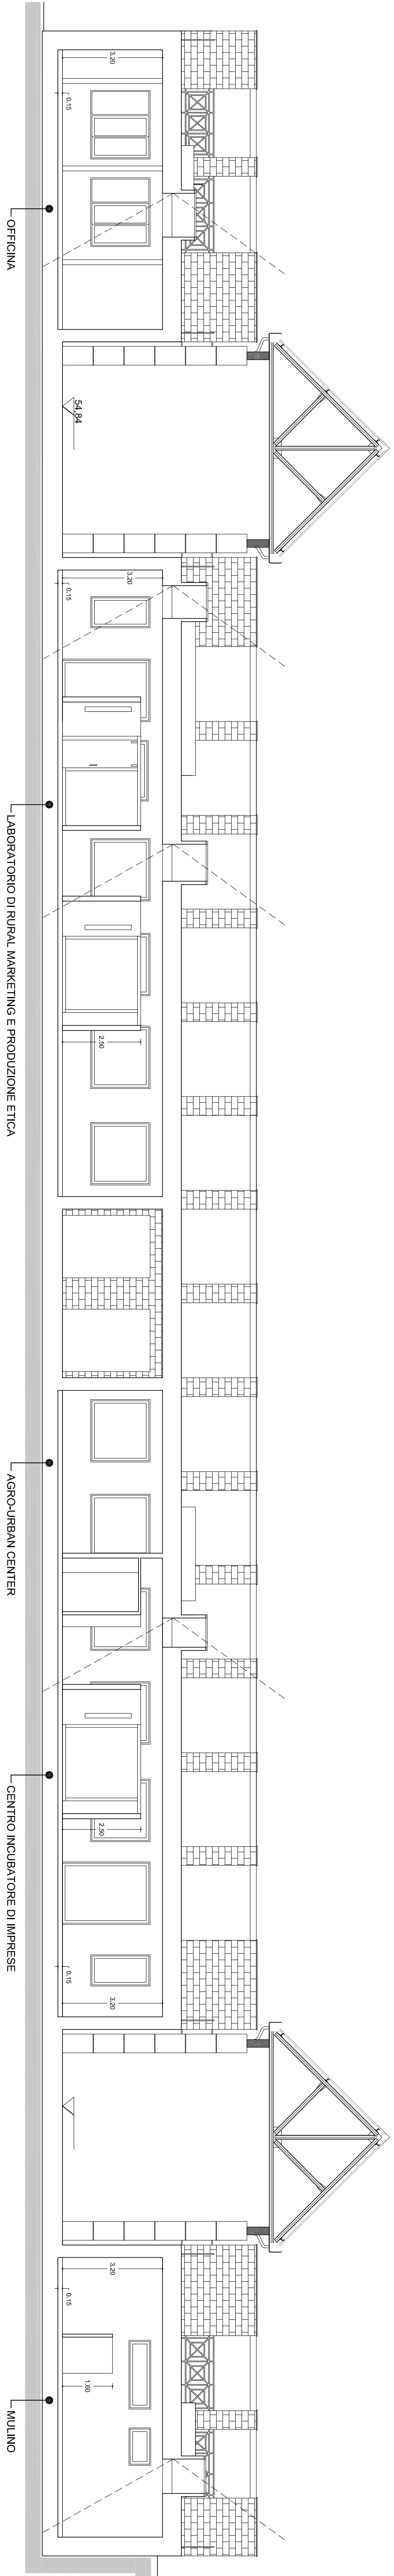 3.20
0.15
OFFICINA
54,84
3.20
0.15
LABORATORIO DI RURAL MARKETING E PRODUZIONE ETICA
2,50
AGRO-URBAN CENTER
2,50
CENTRO INCUBATORE DI IMPRESE
0.15
3.20
3.20
0.15
1,60
MULINO